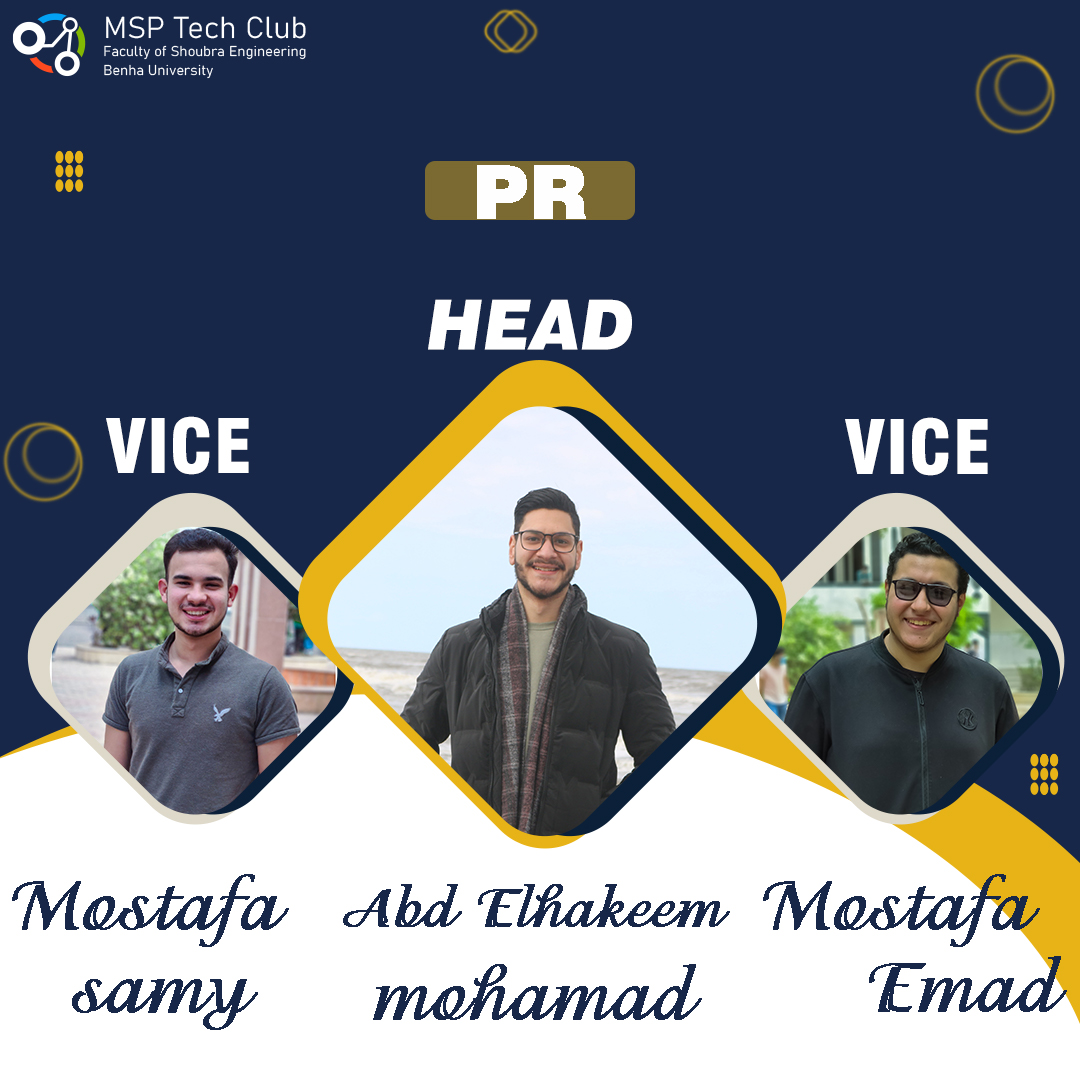 MSP Tech Club
Faculty of Shoubra Engineering
Benha University
PR
HEAD
VICE
VICE
Mostafa
samy
Abd Elhakeem
mohamad
Mostafa
Emad